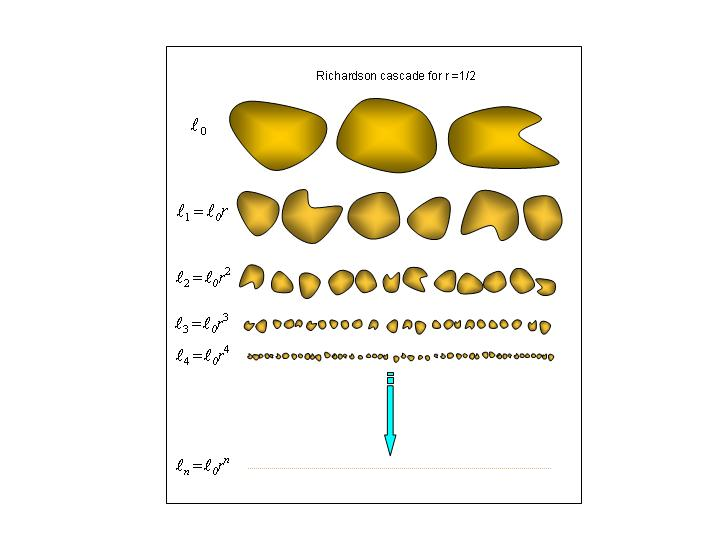 Richardson cascade for r =1/2
ℓ₀
ℓ₁ = ℓ₀r
ℓ₂ = ℓ₀r²
ℓ₃ = ℓ₀r³
ℓ₄ = ℓ₀r⁴
ℓₙ = ℓ₀rⁿ